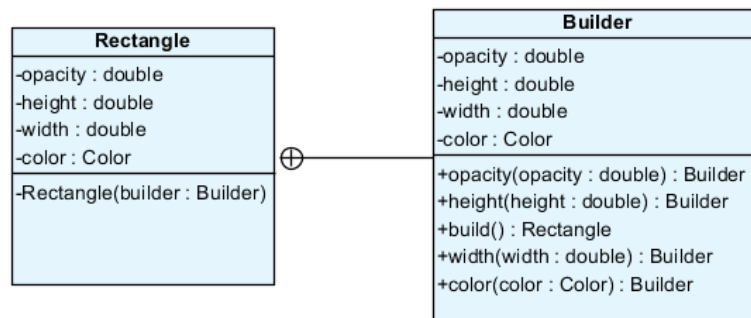 Rectangle
-opacity : double
-height : double
-width : double
-color : Color
-Rectangle(builder : Builder)
Builder
-opacity : double
-height : double
-width : double
-color : Color
+opacity(opacity : double) : Builder
+height(height : double) : Builder
+build() : Rectangle
+width(width : double) : Builder
+color(color : Color) : Builder